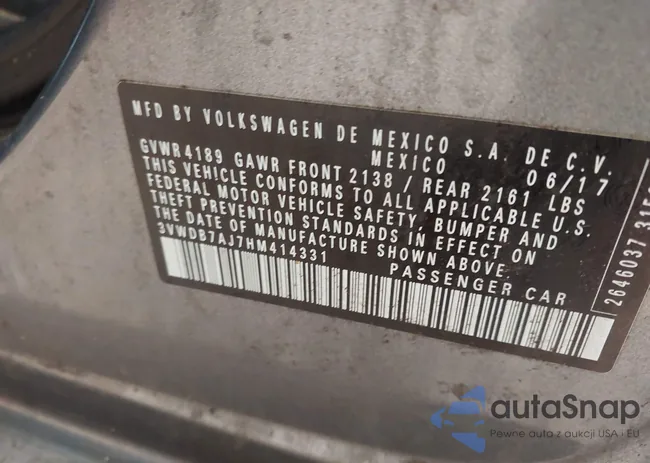 MFD BY VOLKSWAGEN DE MEXICO S.A. DE C.V.
MEXICO 06/17
GVWR 4189 GAWR FRONT 2138 / REAR 2161 LBS
THIS VEHICLE CONFORMS TO ALL APPLICABLE U.S.
FEDERAL MOTOR VEHICLE SAFETY, BUMPER AND
THEFT PREVENTION STANDARDS IN EFFECT ON
THE DATE OF MANUFACTURE SHOWN ABOVE.
3VWDB7AJ7HM414331
PASSENGER CAR
2646037
autaSnap
Pewne auta z aukcji USA • EU